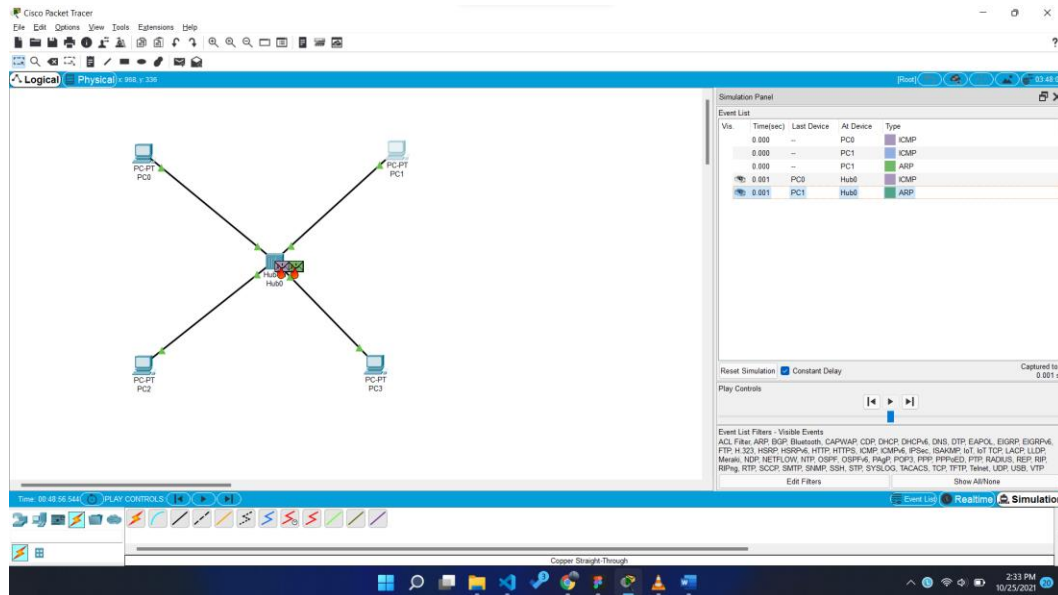 Cisco Packet Tracer
File Edit Options View Tools Extensions Help
?
Logical Physical x: 998, y: 336 [Root]
Simulation Panel
Event List
Vis. Time(sec) Last Device At Device Type
0.000 -- PC0 ICMP
0.000 -- PC1 ICMP
0.000 -- PC1 ARP
0.001 PC0 Hub0 ICMP
0.001 PC1 Hub0 ARP
PC-PT
PC0
PC-PT
PC1
Hub0
PC-PT
PC2
PC-PT
PC3
Reset Simulation Constant Delay Captured to
0.001 s
Play Controls
Event List Filters - Visible Events
ACL Filter, ARP, BGP, Bluetooth, CAPWAP, CDP, DHCP, DHCPv6, DNS, DTP, EAPOL, EIGRP, EIGRPv6,
FTP, H.323, HSRP, HSRPv6, HTTP, HTTPS, ICMP, ICMPv6, IPSec, ISAKMP, IoT, IoT TCP, LACP, LLDP,
Meraki, NDP, NETFLOW, NTP, OSPF, OSPFv6, PAgP, POP3, PPP, PPPoED, PTP, RADIUS, REP, RIP,
RIPng, RTP, SCCP, SMTP, SNMP, SSH, STP, SYSLOG, TACACS, TCP, TFTP, Telnet, UDP, USB, VTP
Edit Filters Show All/None
Time: 00:48:56.544 PLAY CONTROLS: Event List Realtime Simulation
Copper Straight-Through
2:33 PM
10/25/2021
20